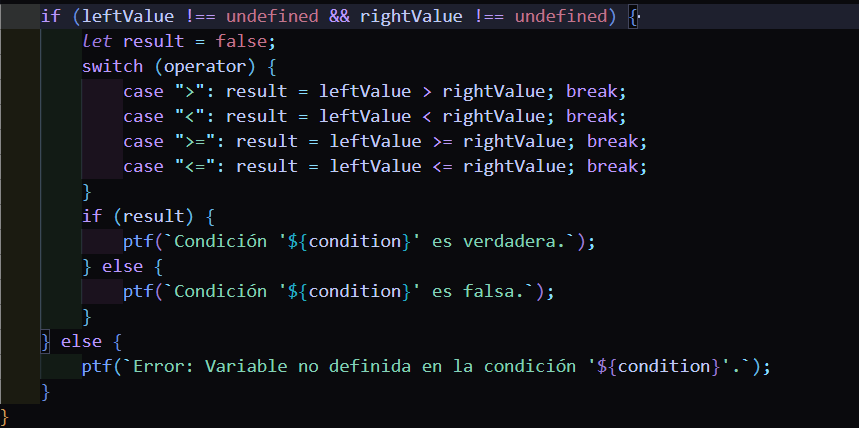 if (leftValue !== undefined && rightValue !== undefined) {
let result = false;
switch (operator) {
case ">": result = leftValue > rightValue; break;
case "<": result = leftValue < rightValue; break;
case ">=": result = leftValue >= rightValue; break;
case "<=": result = leftValue <= rightValue; break;
}
if (result) {
ptf(`Condición '${condition}' es verdadera.`);
} else {
ptf(`Condición '${condition}' es falsa.`);
}
} else {
ptf(`Error: Variable no definida en la condición '${condition}'.`);
}
}